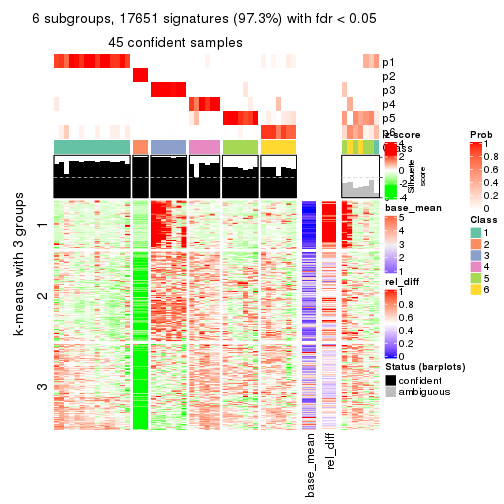 6 subgroups, 17651 signatures (97.3%) with fdr < 0.05
45 confident samples
p1
p2
p3
p4
p5
p6
z-score
Class
4
2
0
-2
-4
Silhouette
score
Prob
1
0.8
0.6
0.4
0.2
0
base_mean
5
4
3
2
1
Class
1
2
3
4
5
6
rel_diff
1
0.8
0.6
0.4
0.2
0
Status (barplots)
confident
ambiguous
k-means with 3 groups
1
2
3
base_mean
rel_diff